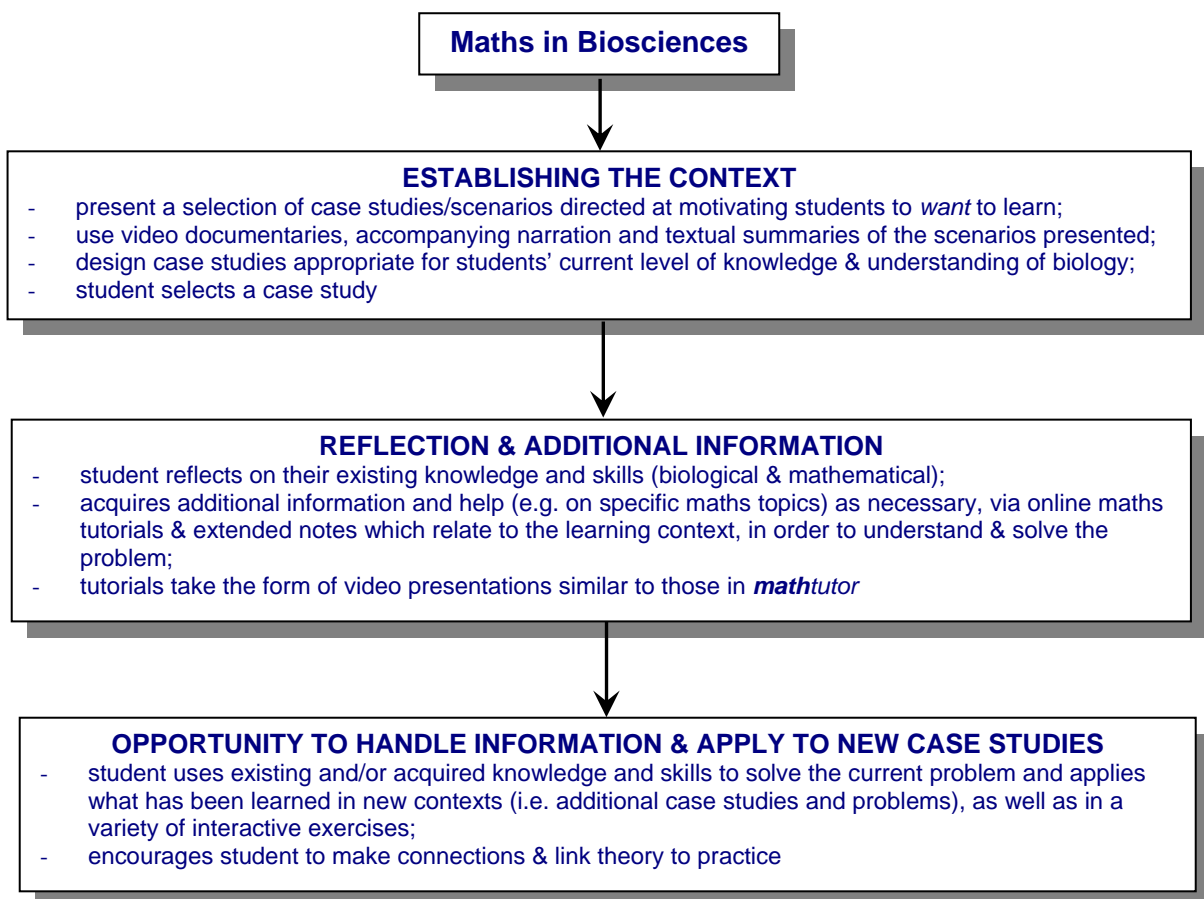 Maths in Biosciences
ESTABLISHING THE CONTEXT
- present a selection of case studies/scenarios directed at motivating students to want to learn;
- use video documentaries, accompanying narration and textual summaries of the scenarios presented;
- design case studies appropriate for students’ current level of knowledge & understanding of biology;
- student selects a case study
REFLECTION & ADDITIONAL INFORMATION
- student reflects on their existing knowledge and skills (biological & mathematical);
- acquires additional information and help (e.g. on specific maths topics) as necessary, via online maths
tutorials & extended notes which relate to the learning context, in order to understand & solve the
problem;
- tutorials take the form of video presentations similar to those in mathtutor
OPPORTUNITY TO HANDLE INFORMATION & APPLY TO NEW CASE STUDIES
- student uses existing and/or acquired knowledge and skills to solve the current problem and applies
what has been learned in new contexts (i.e. additional case studies and problems), as well as in a
variety of interactive exercises;
- encourages student to make connections & link theory to practice